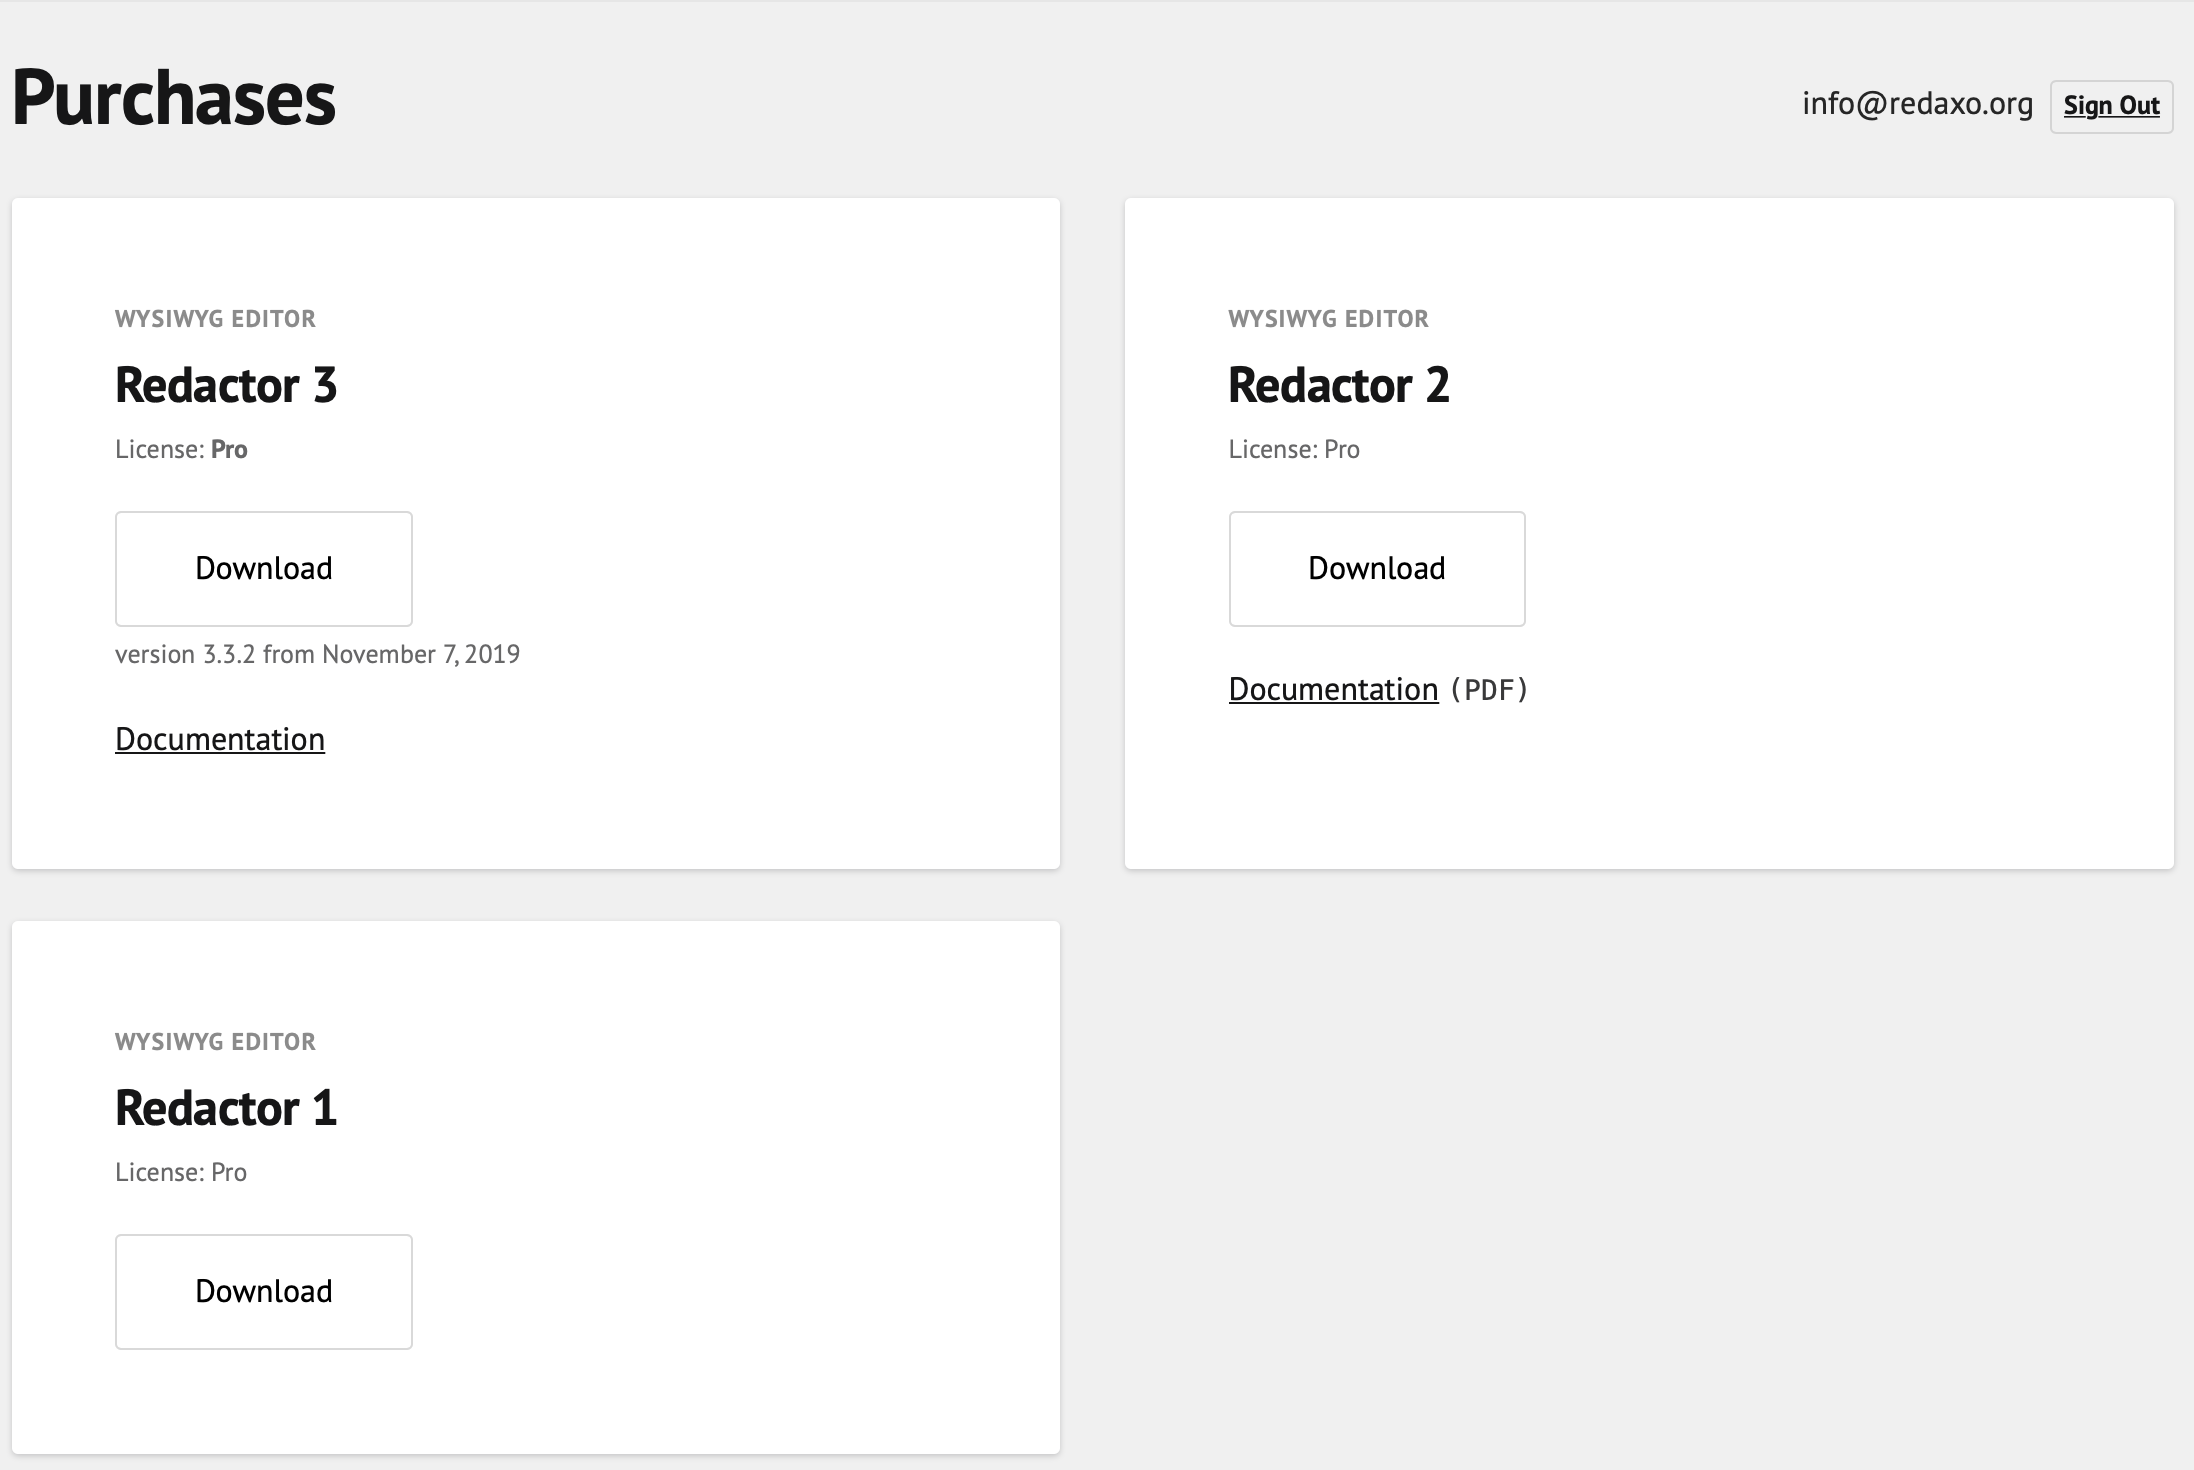 Purchases
info@redaxo.org Sign Out
WYSIWYG EDITOR
Redactor 3
License: Pro
Download
version 3.3.2 from November 7, 2019
Documentation
WYSIWYG EDITOR
Redactor 2
License: Pro
Download
Documentation (PDF)
WYSIWYG EDITOR
Redactor 1
License: Pro
Download